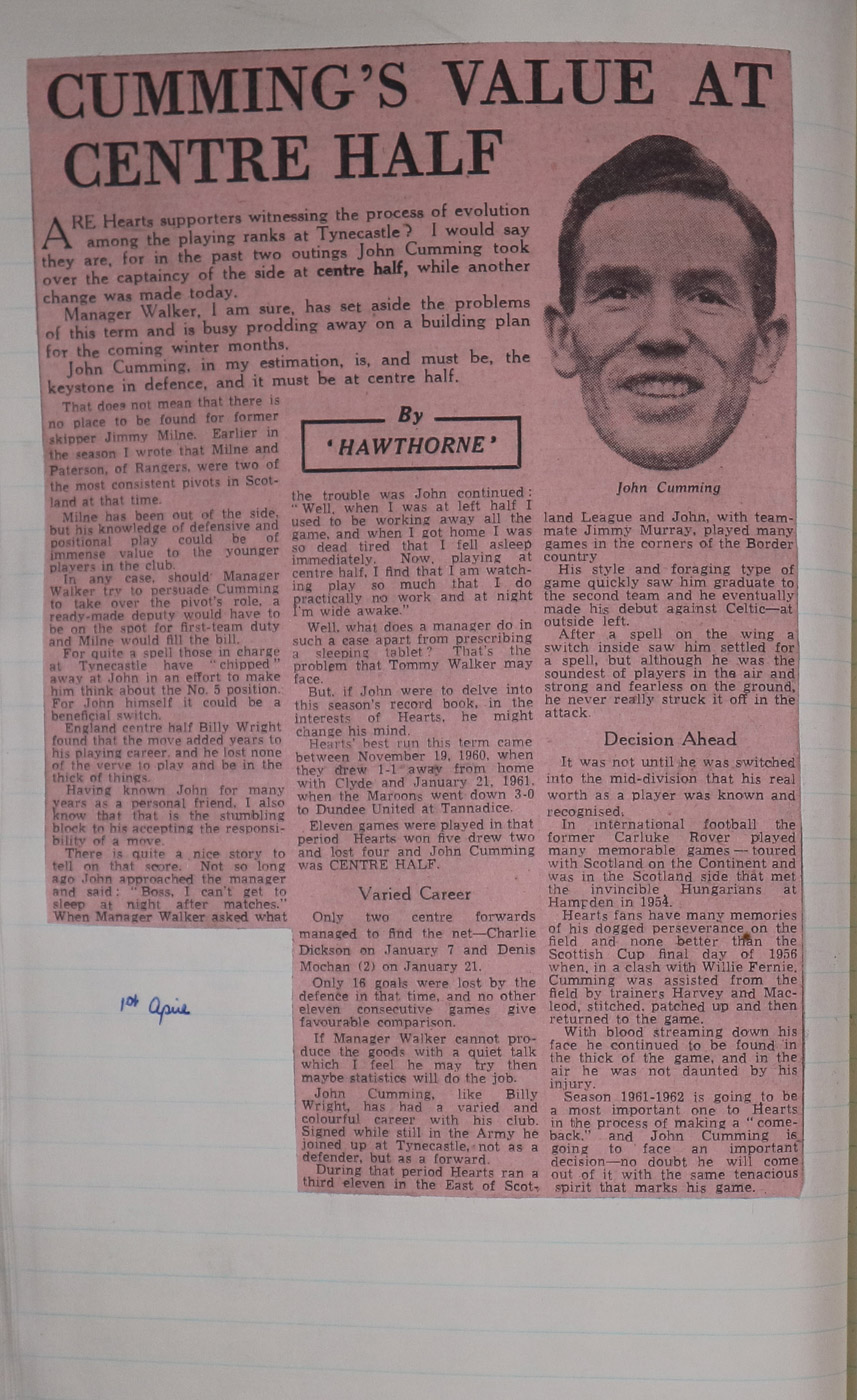 CUMMING'S VALUE AT
CENTRE HALF
ARE Hearts supporters witnessing the process of evolution
among the playing ranks at Tynecastle? I would say
they are, for in the past two outings John Cumming took
over the captaincy of the side at centre half, while another
change was made today.
Manager Walker, I am sure, has set aside the problems
of this term and is busy prodding away on a building plan
for the coming winter months.
John Cumming, in my estimation, is, and must be, the
keystone in defence, and it must be at centre half.
That does not mean that there is
no place to be found for former
skipper Jimmy Milne. Earlier in
the season I wrote that Milne and
Paterson, of Rangers, were two of
the most consistent pivots in Scot-
land at that time.
Milne has been out of the side,
but his knowledge of defensive and
positional play could be of
immense value to the younger
players in the club.
In any case, should Manager
Walker try to persuade Cumming
to take over the pivot's role, a
ready-made deputy would have to
be on the spot for first-team duty
and Milne would fill the bill.
For quite a spell those in charge
at Tynecastle have "chipped"
away at John in an effort to make
him think about the No. 5 position.
For John himself it could be a
beneficial switch.
England centre half Billy Wright
found that the move added years to
his playing career, and he lost none
of the verve to play and be in the
thick of things.
Having known John for many
years as a personal friend, I also
know that that is the stumbling
block to his accepting the responsi-
bility of a move.
There is quite a nice story to
tell on that score. Not so long
ago John approached the manager
and said: "Boss, I can't get to
sleep at night after matches."
When Manager Walker asked what
By
'HAWTHORNE'
the trouble was John continued:
"Well, when I was at left half I
used to be working away all the
game, and when I got home I was
so dead tired that I fell asleep
immediately. Now, playing at
centre half, I find that I am watch-
ing play so much that I do
practically no work and at night
I'm wide awake."
Well, what does a manager do in
such a case apart from prescribing
a sleeping tablet? That's the
problem that Tommy Walker may
face.
But, if John were to delve into
this season's record book, in the
interests of Hearts, he might
change his mind.
Hearts' best run this term came
between November 19, 1960, when
they drew 1-1 away from home
with Clyde and January 21, 1961,
when the Maroons went down 3-0
to Dundee United at Tannadice.
Eleven games were played in that
period Hearts won five drew two
and lost four and John Cumming
was CENTRE HALF.
Varied Career
Only two centre forwards
managed to find the net—Charlie
Dickson on January 7 and Denis
Mochan (2) on January 21.
Only 16 goals were lost by the
defence in that time, and no other
eleven consecutive games give
favourable comparison.
If Manager Walker cannot pro-
duce the goods with a quiet talk
which I feel he may try then
maybe statistics will do the job.
John Cumming, like Billy
Wright, has had a varied and
colourful career with his club.
Signed while still in the Army he
joined up at Tynecastle, not as a
defender, but as a forward.
During that period Hearts ran a
third eleven in the East of Scot-
John Cumming
land League and John, with team-
mate Jimmy Murray, played many
games in the corners of the Border
country
His style and foraging type of
game quickly saw him graduate to
the second team and he eventually
made his debut against Celtic—at
outside left.
After a spell on the wing a
switch inside saw him settled for
a spell, but although he was the
soundest of players in the air and
strong and fearless on the ground,
he never really struck it off in the
attack.
Decision Ahead
It was not until he was switched
into the mid-division that his real
worth as a player was known and
recognised.
In international football the
former Carluke Rover played
many memorable games—toured
with Scotland on the Continent and
was in the Scotland side that met
the invincible Hungarians at
Hampden in 1954.
Hearts fans have many memories
of his dogged perseverance on the
field and none better than the
Scottish Cup final day of 1956
when, in a clash with Willie Fernie,
Cumming was assisted from the
field by trainers Harvey and Mac-
leod, stitched, patched up and then
returned to the game.
With blood streaming down his
face he continued to be found in
the thick of the game, and in the
air he was not daunted by his
injury.
Season 1961-1962 is going to be
a most important one to Hearts
in the process of making a "come-
back," and John Cumming is
going to face an important
decision—no doubt he will come
out of it with the same tenacious
spirit that marks his game.
1st April